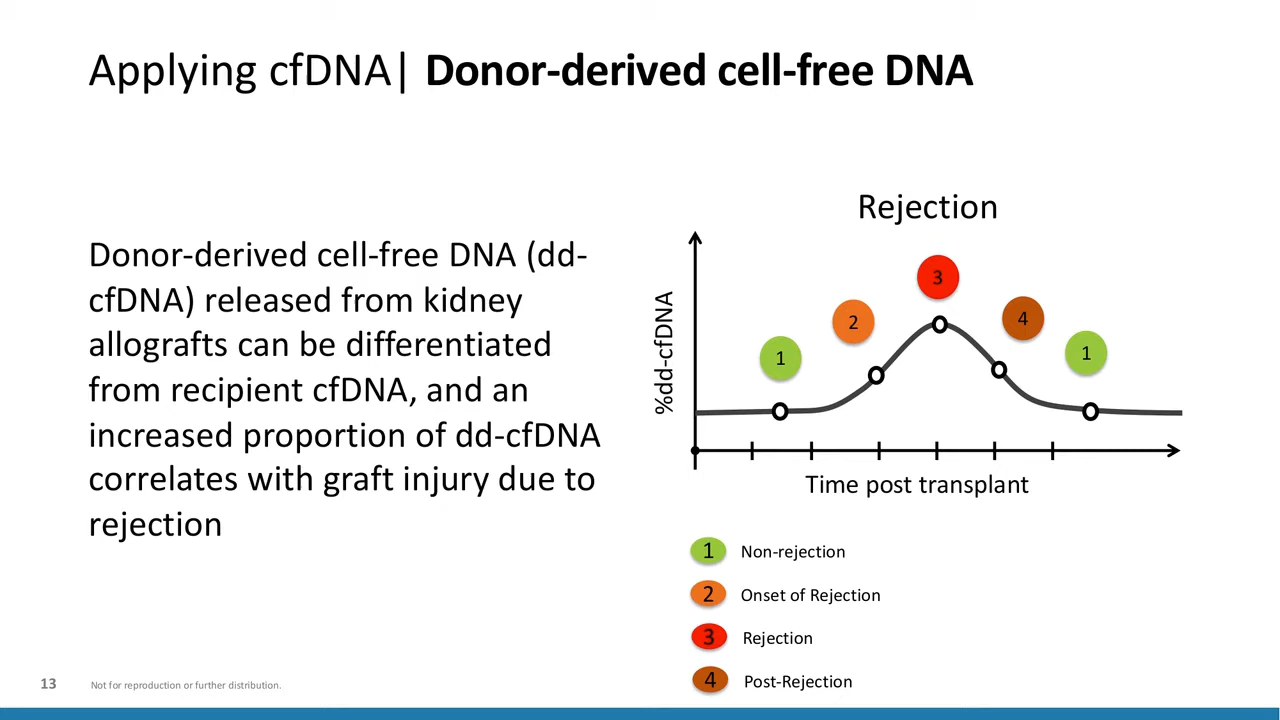 Applying cfDNA| Donor-derived cell-free DNA
Donor-derived cell-free DNA (dd-
cfDNA) released from kidney
allografts can be differentiated
from recipient cfDNA, and an
increased proportion of dd-cfDNA
correlates with graft injury due to
rejection
Rejection
%dd-cfDNA
1
2
3
4
1
Time post transplant
1 Non-rejection
2 Onset of Rejection
3 Rejection
4 Post-Rejection
13 Not for reproduction or further distribution.